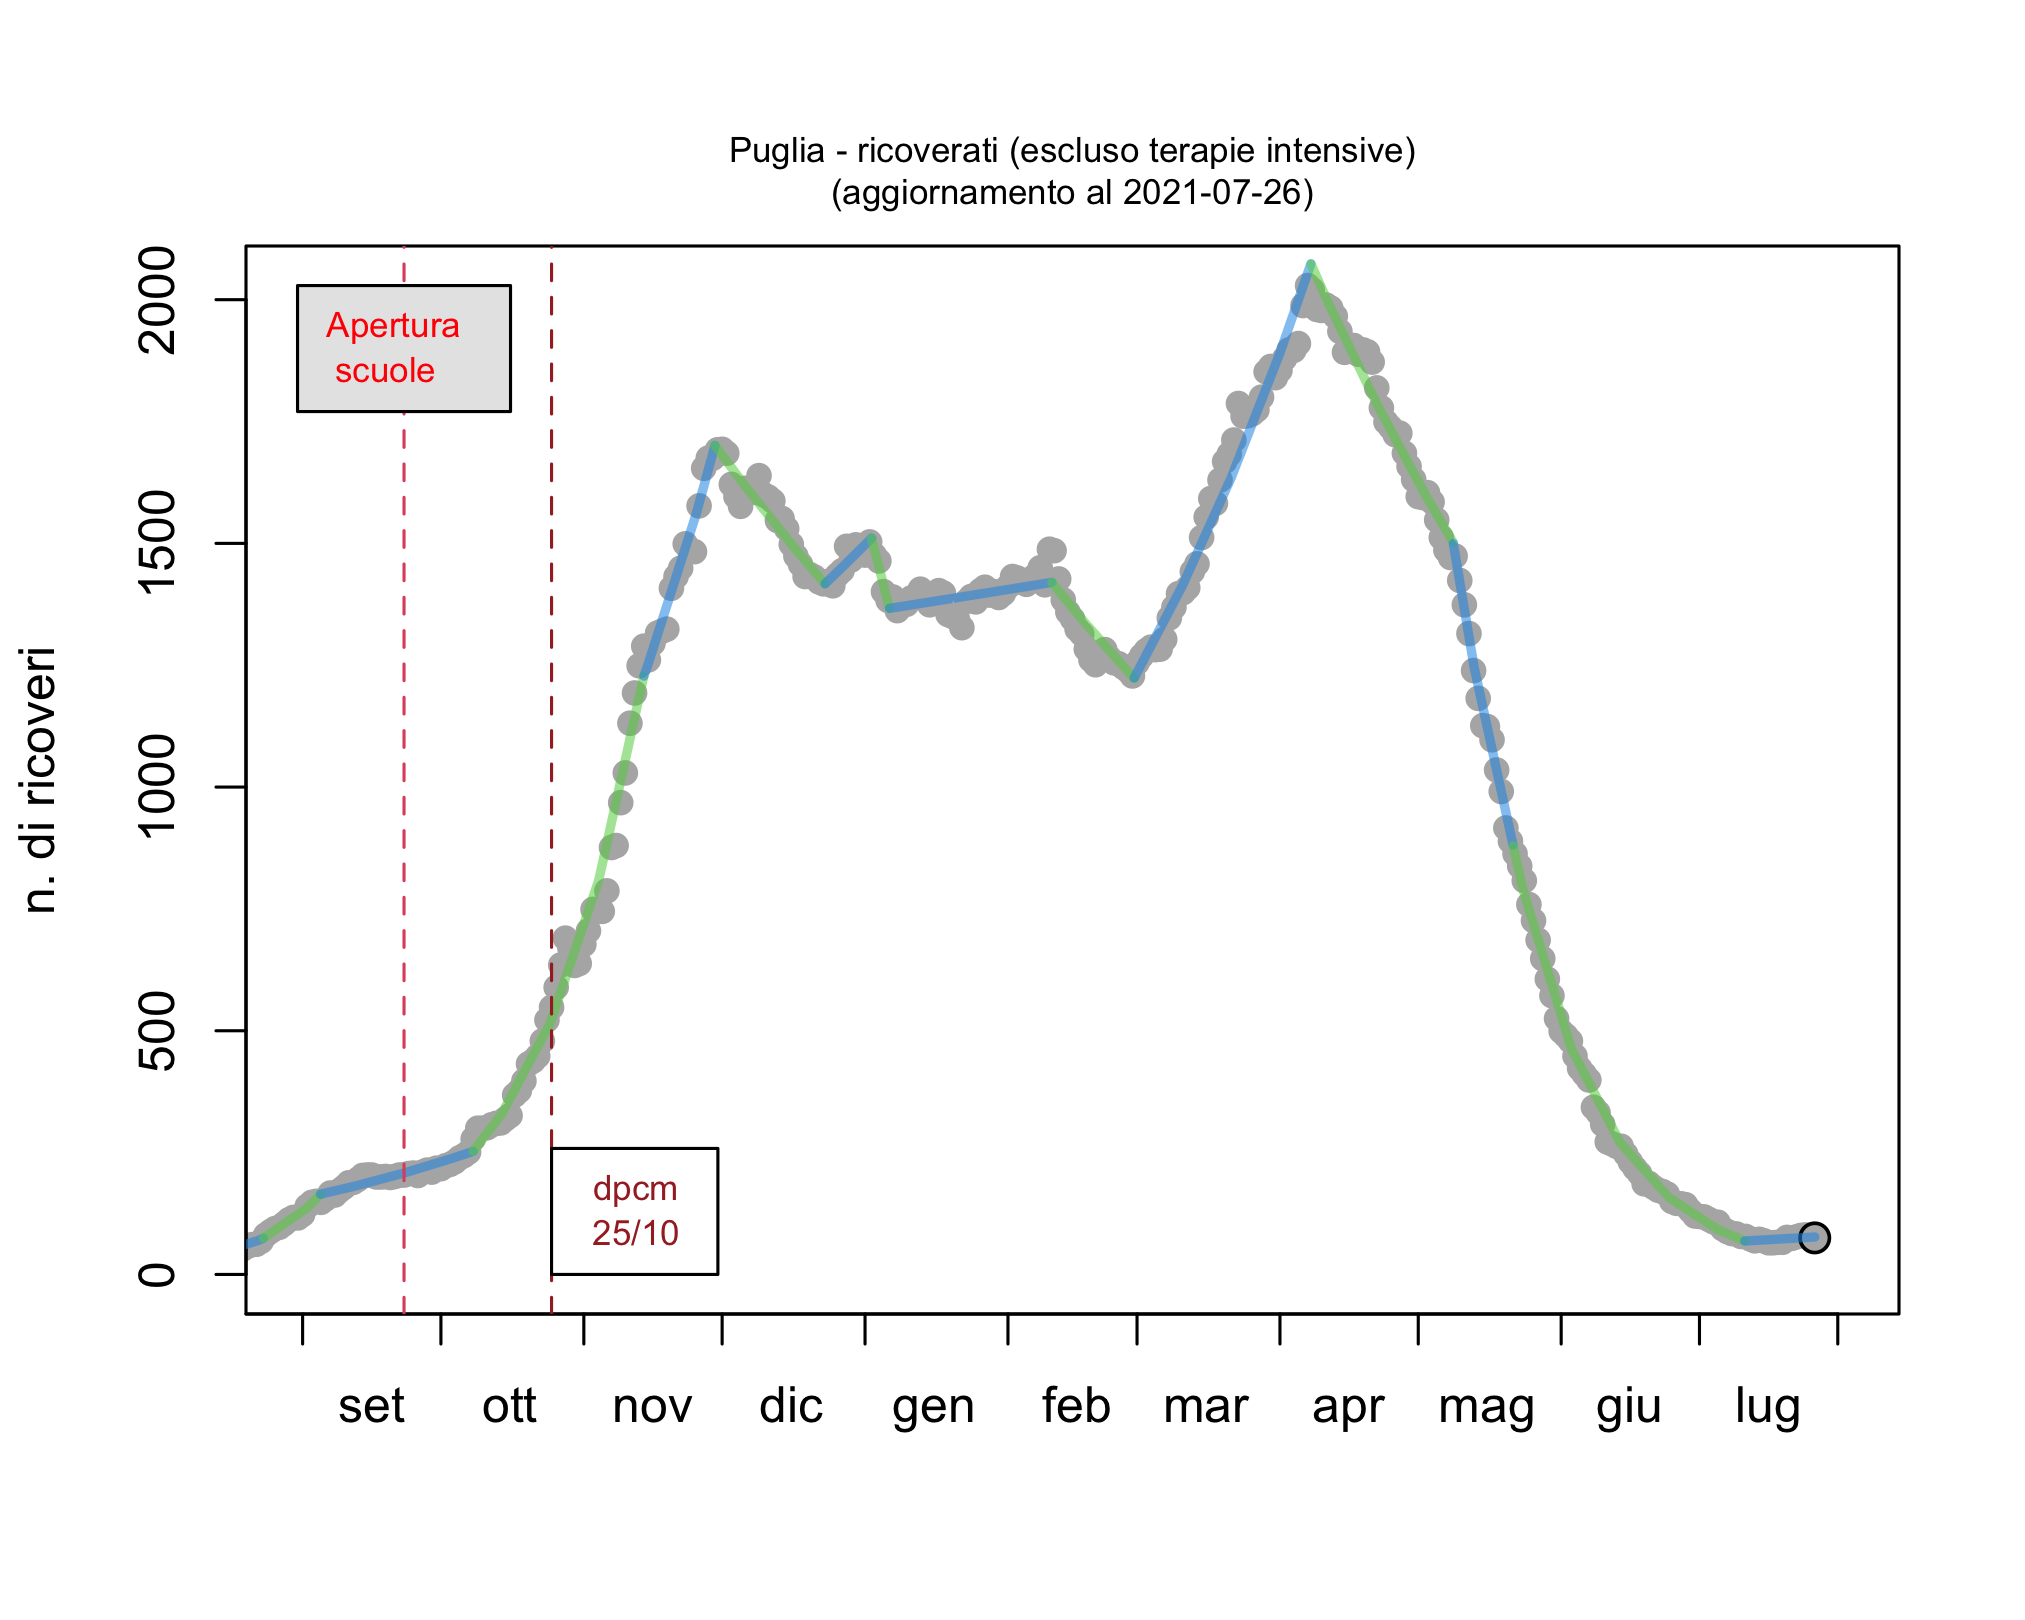 Puglia - ricoverati (escluso terapie intensive)
(aggiornamento al 2021-07-26)
n. di ricoveri
2000
1500
1000
500
0
Apertura
scuole
dpcm
25/10
set ott nov dic gen feb mar apr mag giu lug